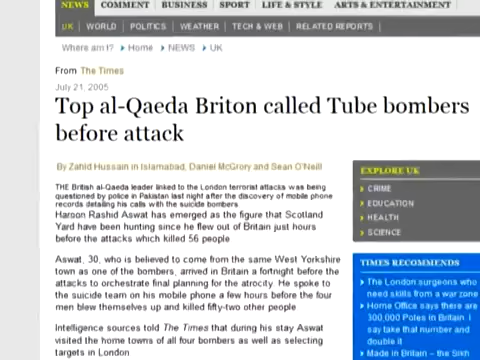 NEWS COMMENT BUSINESS SPORT LIFE & STYLE ARTS & ENTERTAINMENT
UK WORLD POLITICS WEATHER TECH & WEB RELATED REPORTS
Where am I? Home NEWS UK
From The Times
July 21, 2005
Top al-Qaeda Briton called Tube bombers
before attack
By Zahid Hussain in Islamabad, Daniel McGrory and Sean O'Neill
THE British al-Qaeda leader linked to the London terrorist attacks was being
questioned by police in Pakistan last night after the discovery of mobile phone
records detailing his calls with the suicide bombers
Haroon Rashid Aswat has emerged as the figure that Scotland
Yard have been hunting since he flew out of Britain just hours
before the attacks which killed 56 people
Aswat, 30, who is believed to come from the same West Yorkshire
town as one of the bombers, arrived in Britain a fortnight before the
attacks to orchestrate final planning for the atrocity. He spoke to
the suicide team on his mobile phone a few hours before the four
men blew themselves up and killed fifty-two other people
Intelligence sources told The Times that during his stay Aswat
visited the home towns of all four bombers as well as selecting
targets in London
EXPLORE UK
CRIME
EDUCATION
HEALTH
SCIENCE
TIMES RECOMMENDS
The London surgeons who
need skills from a war zone
Home Office says there are
300,000 Poles in Britain. I
say take that number and
double it
Made in Britain – the Sikh